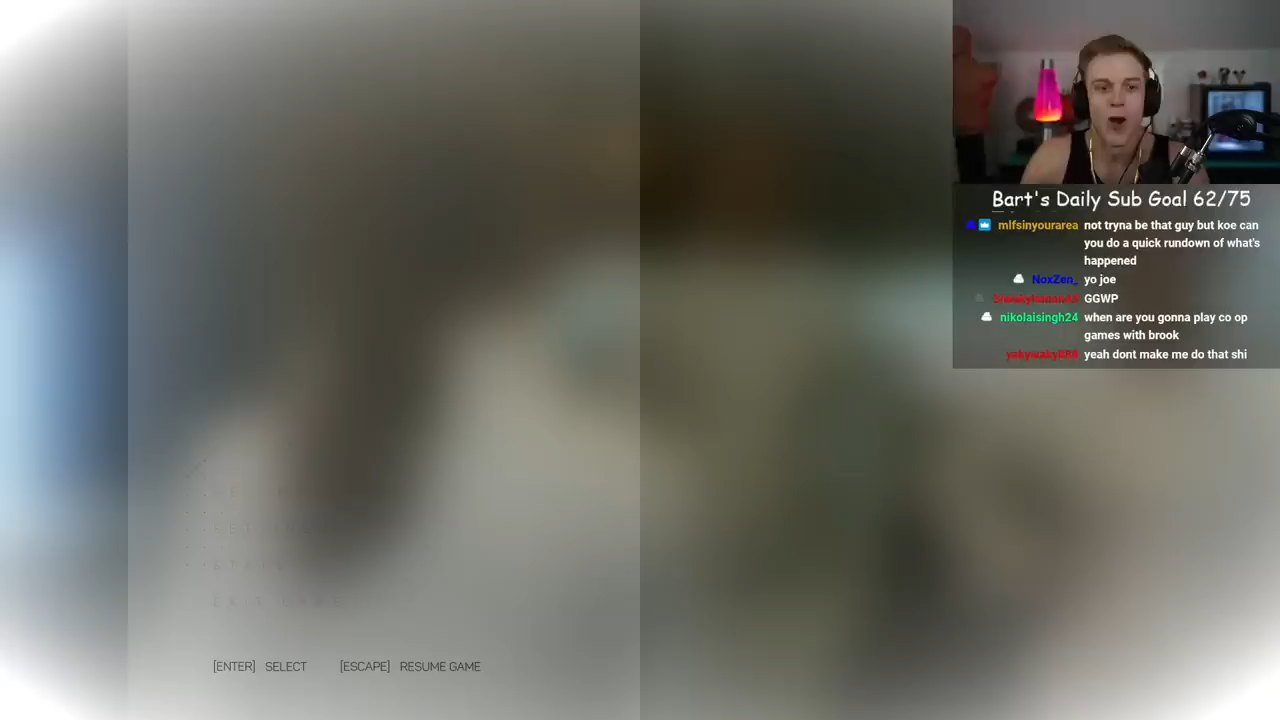 Bart's Daily Sub Goal 62/75
mlfsinyourarea not tryna be that guy but koe can
you do a quick rundown of what's
happened
NoxZen_ yo joe
GGWP
nikolaisingh24 when are you gonna play co op
games with brook
yeah dont make me do that shi
[ENTER] SELECT [ESCAPE] RESUME GAME